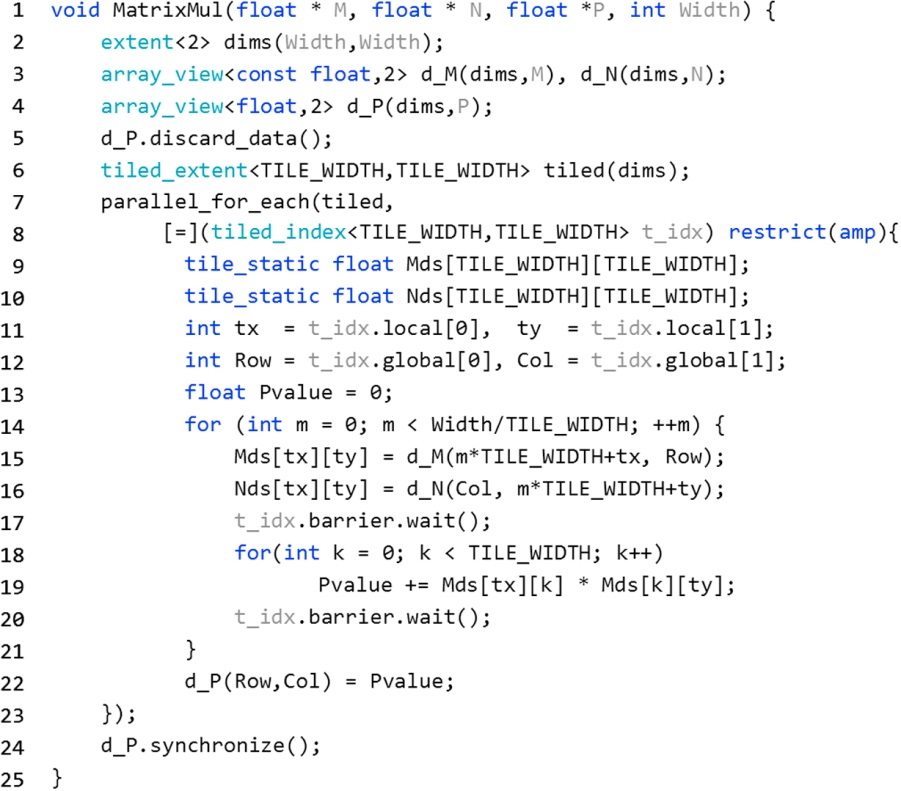 1 void MatrixMul(float * M, float * N, float *P, int Width) {
2 extent<2> dims(Width,Width);
3 array_view<const float,2> d_M(dims,M), d_N(dims,N);
4 array_view<float,2> d_P(dims,P);
5 d_P.discard_data();
6 tiled_extent<TILE_WIDTH,TILE_WIDTH> tiled(dims);
7 parallel_for_each(tiled,
8 [=](tiled_index<TILE_WIDTH,TILE_WIDTH> t_idx) restrict(amp){
9 tile_static float Mds[TILE_WIDTH][TILE_WIDTH];
10 tile_static float Nds[TILE_WIDTH][TILE_WIDTH];
11 int tx = t_idx.local[0], ty = t_idx.local[1];
12 int Row = t_idx.global[0], Col = t_idx.global[1];
13 float Pvalue = 0;
14 for (int m = 0; m < Width/TILE_WIDTH; ++m) {
15 Mds[tx][ty] = d_M(m*TILE_WIDTH+tx, Row);
16 Nds[tx][ty] = d_N(Col, m*TILE_WIDTH+ty);
17 t_idx.barrier.wait();
18 for(int k = 0; k < TILE_WIDTH; k++)
19 Pvalue += Mds[tx][k] * Mds[k][ty];
20 t_idx.barrier.wait();
21 }
22 d_P(Row,Col) = Pvalue;
23 });
24 d_P.synchronize();
25 }